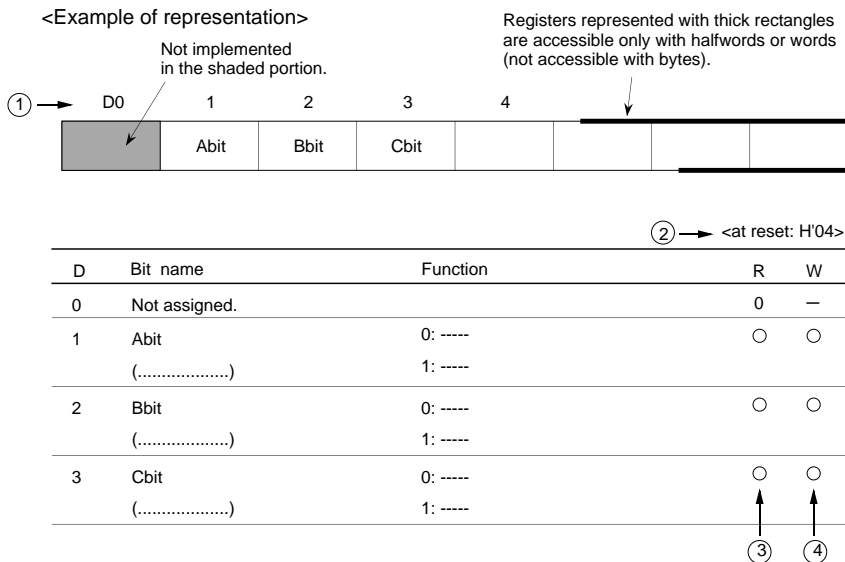 <Example of representation>
Not implemented
in the shaded portion.
Registers represented with thick rectangles
are accessible only with halfwords or words
(not accessible with bytes).
1 D0 1 2 3 4
Abit Bbit Cbit
2 <at reset: H'04>
D Bit name Function R W
0 Not assigned. 0 –
1 Abit 0: ----- ○ ○
(...................) 1: -----
2 Bbit 0: ----- ○ ○
(...................) 1: -----
3 Cbit 0: ----- ○ ○
(...................) 1: -----
3 4